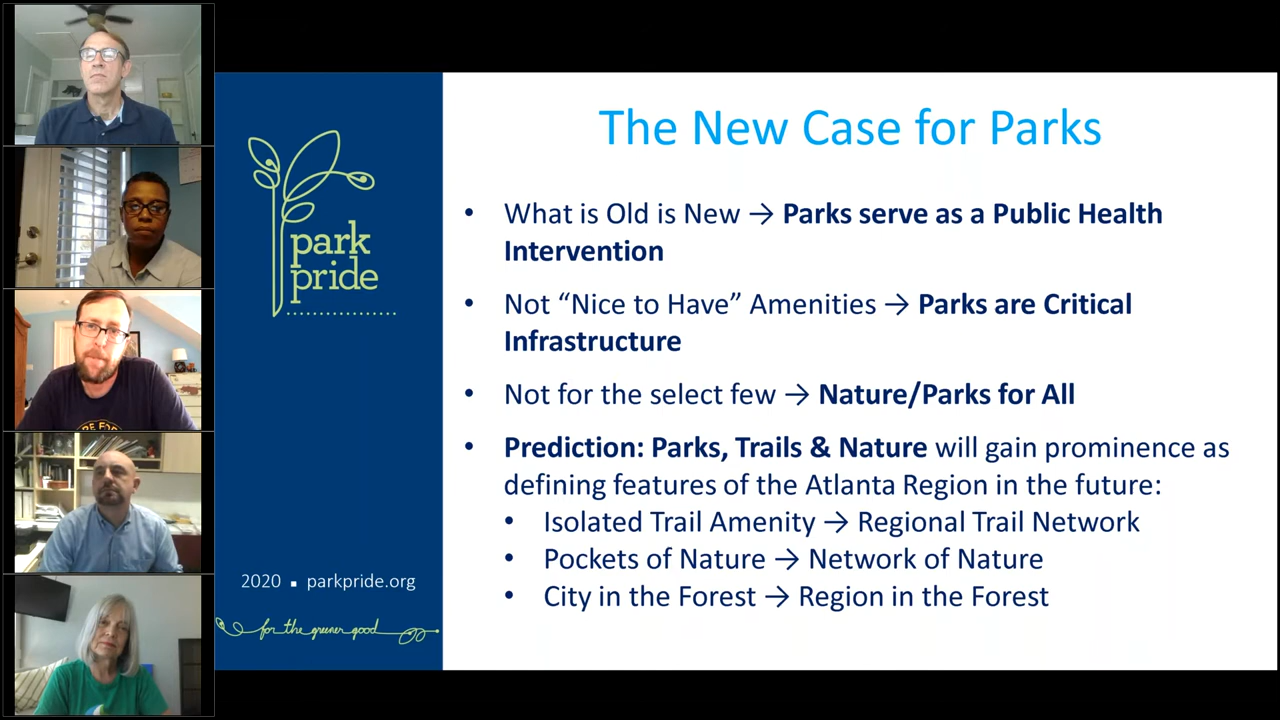 The New Case for Parks
• What is Old is New → Parks serve as a Public Health
Intervention
• Not “Nice to Have” Amenities → Parks are Critical
Infrastructure
• Not for the select few → Nature/Parks for All
• Prediction: Parks, Trails & Nature will gain prominence as
defining features of the Atlanta Region in the future:
• Isolated Trail Amenity → Regional Trail Network
• Pockets of Nature → Network of Nature
• City in the Forest → Region in the Forest
park
pride
2020 ▪ parkpride.org
for the greener good